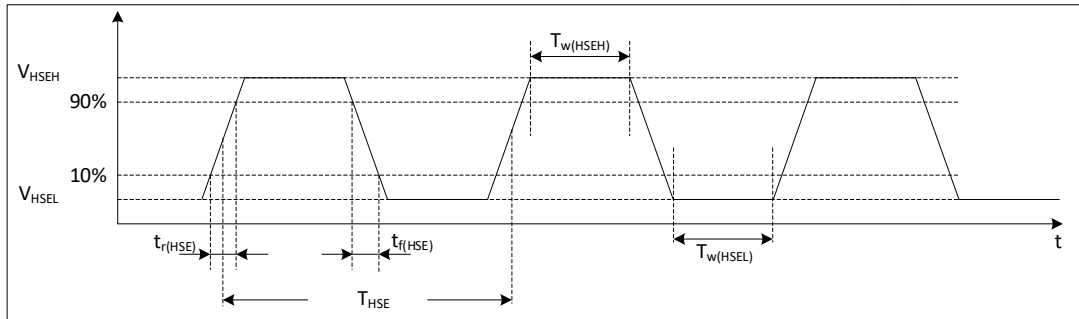 T_w(HSEH)
V_HSEH
90%
10%
V_HSEL
t_r(HSE)
t_f(HSE)
T_w(HSEL)
t
T_HSE